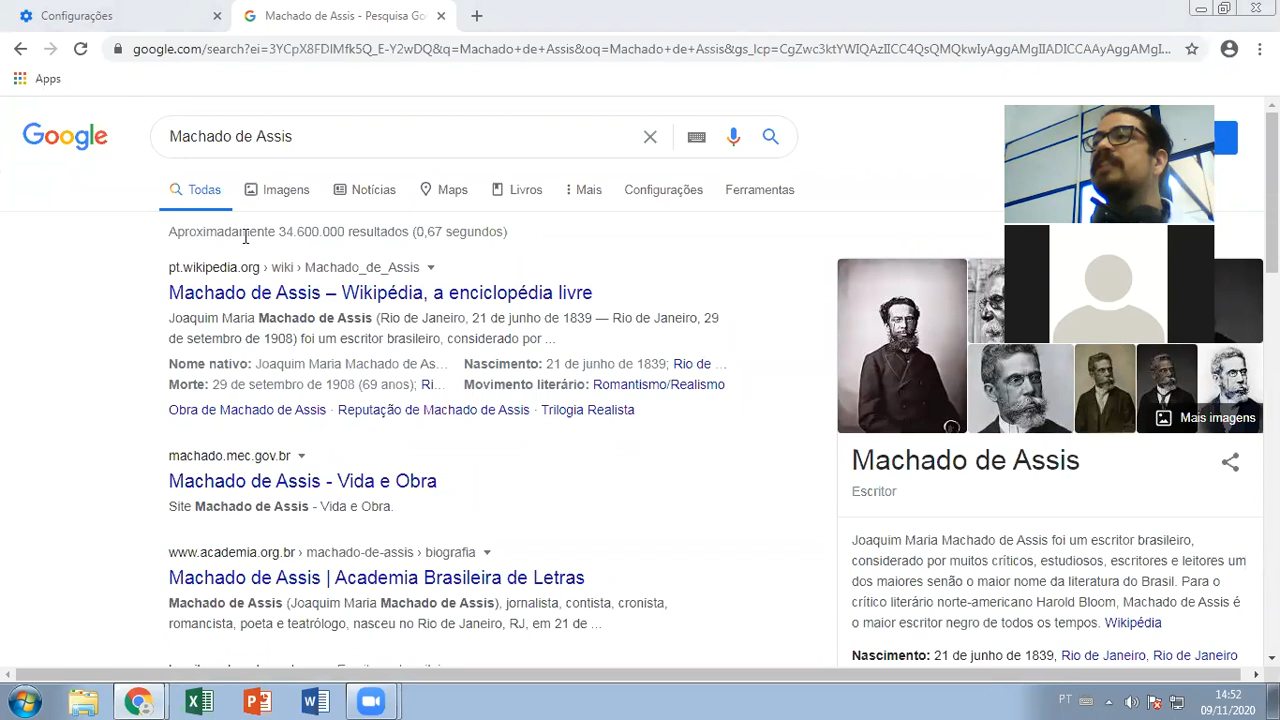 Configurações
Machado de Assis - Pesquisa Go
google.com/search?ei=3YCpX8FDIMfk5Q_E-Y2wDQ&q=Machado+de+Assis&oq=Machado+de+Assis&gs_lcp=CgZwc3ktYWIQAzIICC4QsQMQkwIyAggAMgIIADICCAAyAggAMgI...
Apps
Google
Machado de Assis
Todas
Imagens
Notícias
Maps
Livros
Mais
Configurações
Ferramentas
Aproximadamente 34.600.000 resultados (0,67 segundos)
pt.wikipedia.org › wiki › Machado_de_Assis
Machado de Assis – Wikipédia, a enciclopédia livre
Joaquim Maria Machado de Assis (Rio de Janeiro, 21 de junho de 1839 — Rio de Janeiro, 29
de setembro de 1908) foi um escritor brasileiro, considerado por ...
Nome nativo: Joaquim Maria Machado de As... Nascimento: 21 de junho de 1839; Rio de ...
Morte: 29 de setembro de 1908 (69 anos); Ri... Movimento literário: Romantismo/Realismo
Obra de Machado de Assis · Reputação de Machado de Assis · Trilogia Realista
machado.mec.gov.br
Machado de Assis - Vida e Obra
Site Machado de Assis - Vida e Obra.
www.academia.org.br › machado-de-assis › biografia
Machado de Assis | Academia Brasileira de Letras
Machado de Assis (Joaquim Maria Machado de Assis), jornalista, contista, cronista,
romancista, poeta e teatrólogo, nasceu no Rio de Janeiro, RJ, em 21 de ...
Mais imagens
Machado de Assis
Escritor
Joaquim Maria Machado de Assis foi um escritor brasileiro,
considerado por muitos críticos, estudiosos, escritores e leitores um
dos maiores senão o maior nome da literatura do Brasil. Para o
crítico literário norte-americano Harold Bloom, Machado de Assis é
o maior escritor negro de todos os tempos. Wikipédia
Nascimento: 21 de junho de 1839, Rio de Janeiro, Rio de Janeiro
PT
14:52
09/11/2020